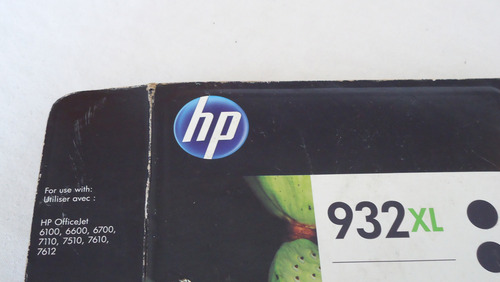 hp
For use with:
Utiliser avec :
HP OfficeJet
6100, 6600, 6700,
7110, 7510, 7610,
7612
932XL